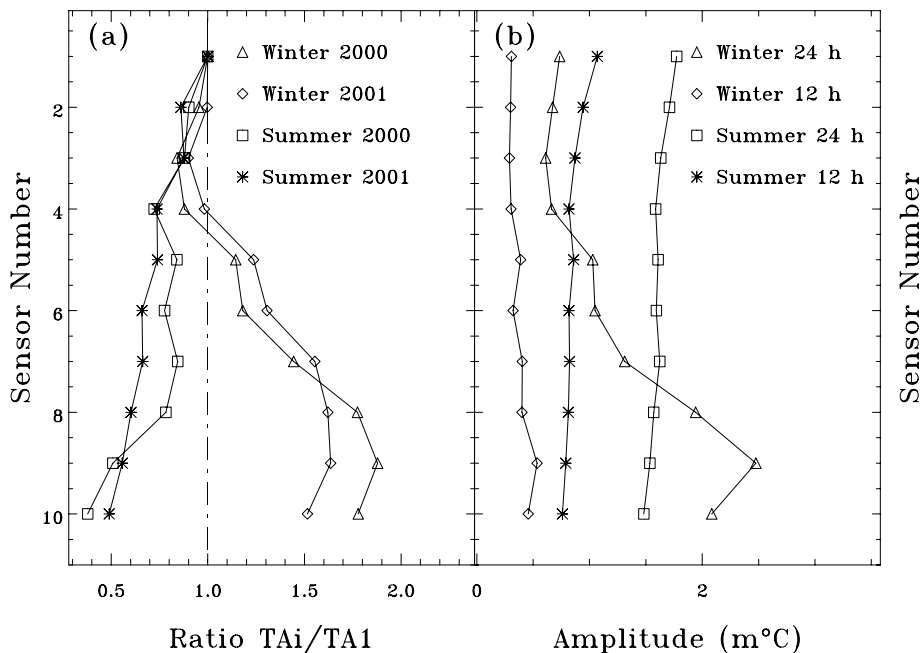 (a)
Winter 2000
Winter 2001
Summer 2000
Summer 2001
Sensor Number
2
4
6
8
10
0.5
1.0
1.5
2.0
Ratio TAi/TA1
(b)
Winter 24 h
Winter 12 h
Summer 24 h
Summer 12 h
0
2
Amplitude (m°C)
Sensor Number